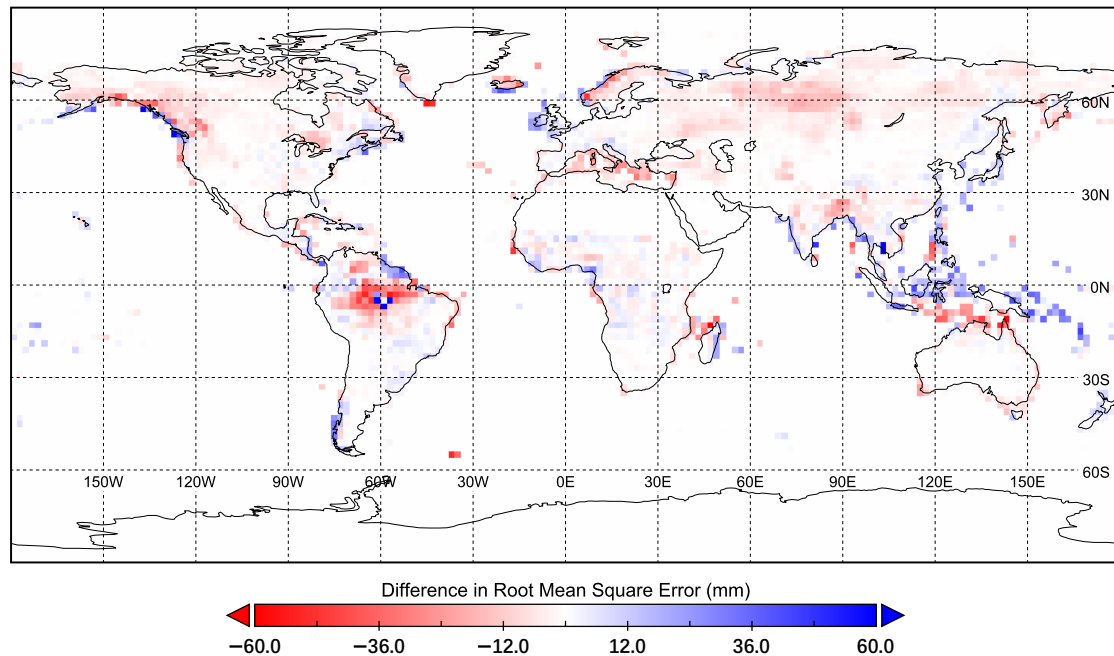 60N
30N
0N
30S
60S
150W 120W 90W 60W 30W 0E 30E 60E 90E 120E 150E
Difference in Root Mean Square Error (mm)
−60.0 −36.0 −12.0 12.0 36.0 60.0